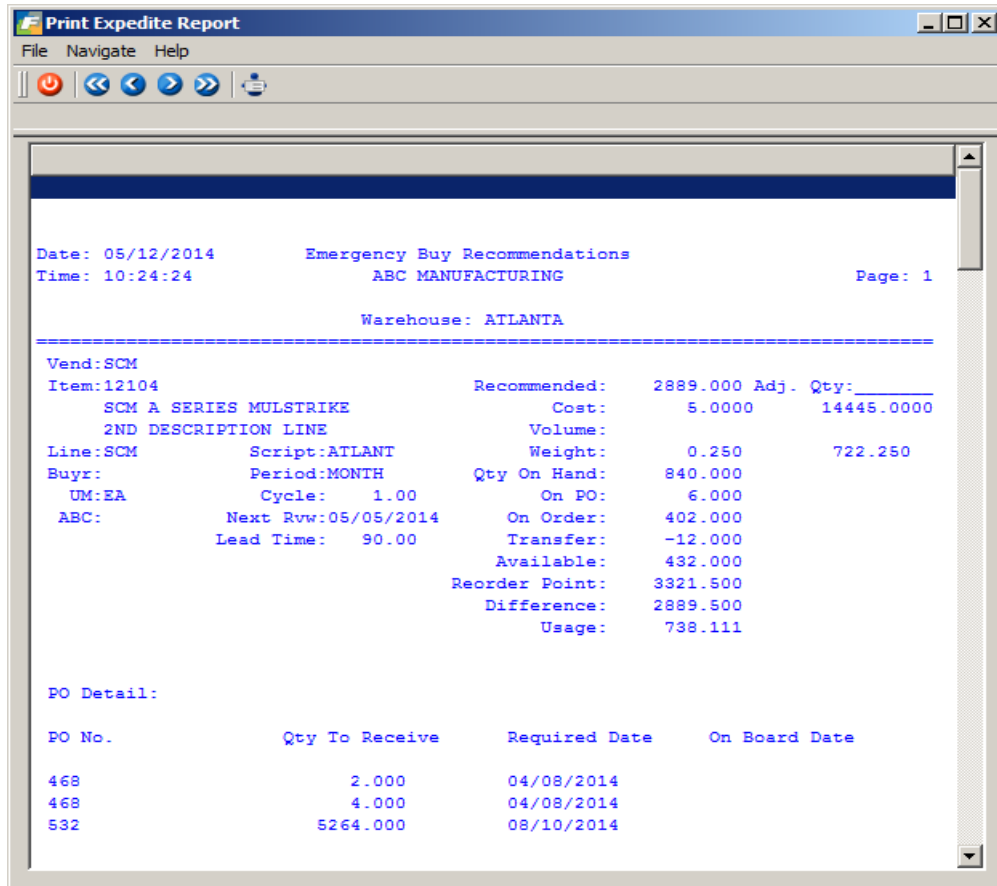 Print Expedite Report
File Navigate Help
Date: 05/12/2014 Emergency Buy Recommendations
Time: 10:24:24 ABC MANUFACTURING Page: 1
Warehouse: ATLANTA
Vend:SCM
Item:12104 Recommended: 2889.000 Adj. Qty:_______
SCM A SERIES MULSTRIKE Cost: 5.0000 14445.0000
2ND DESCRIPTION LINE Volume:
Line:SCM Script:ATLANT Weight: 0.250 722.250
Buyr: Period:MONTH Qty On Hand: 840.000
UM:EA Cycle: 1.00 On PO: 6.000
ABC: Next Rvw:05/05/2014 On Order: 402.000
Lead Time: 90.00 Transfer: -12.000
Available: 432.000
Reorder Point: 3321.500
Difference: 2889.500
Usage: 738.111
PO Detail:
PO No. Qty To Receive Required Date On Board Date
468 2.000 04/08/2014
468 4.000 04/08/2014
532 5264.000 08/10/2014